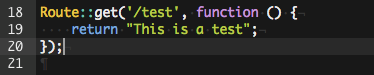 18 Route::get('/test', function () {
19     return "This is a test";
20 });
21 ¶